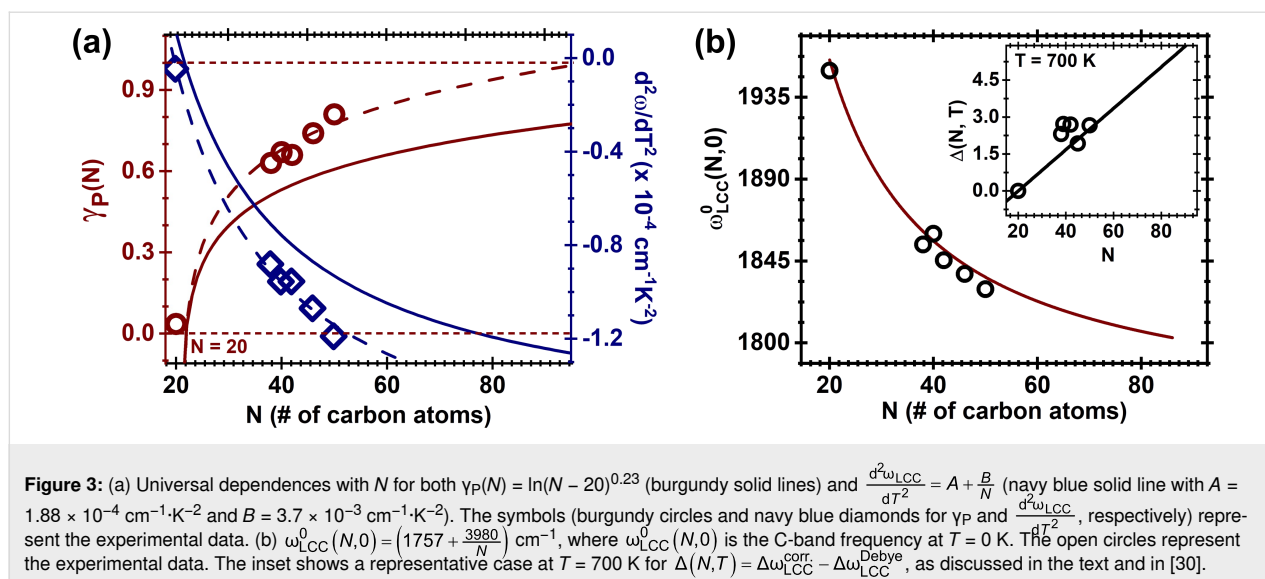 (a)
γP(N)
0.9
0.6
0.3
0.0
N = 20
20 40 60 80
N (# of carbon atoms)
0.0
-0.4
-0.8
-1.2
d²ω/dT² (x 10⁻⁴ cm⁻¹K⁻²)
(b)
ω⁰LCC(N,0)
1935
1890
1845
1800
20 40 60 80
N (# of carbon atoms)
T = 700 K
Δ(N, T)
4.5
3.0
1.5
0.0
20 40 60 80
N
Figure 3: (a) Universal dependences with N for both γP(N) = ln(N − 20)⁰·²³ (burgundy solid lines) and d²ωLCC/dT² = A + B/N (navy blue solid line with A =
1.88 × 10⁻⁴ cm⁻¹·K⁻² and B = 3.7 × 10⁻³ cm⁻¹·K⁻²). The symbols (burgundy circles and navy blue diamonds for γP and d²ωLCC/dT², respectively) repre-
sent the experimental data. (b) ω⁰LCC(N,0) = (1757 + 3980/N) cm⁻¹, where ω⁰LCC(N,0) is the C-band frequency at T = 0 K. The open circles represent
the experimental data. The inset shows a representative case at T = 700 K for Δ(N,T) = Δωcorr.LCC − ΔωDebyeLCC, as discussed in the text and in [30].